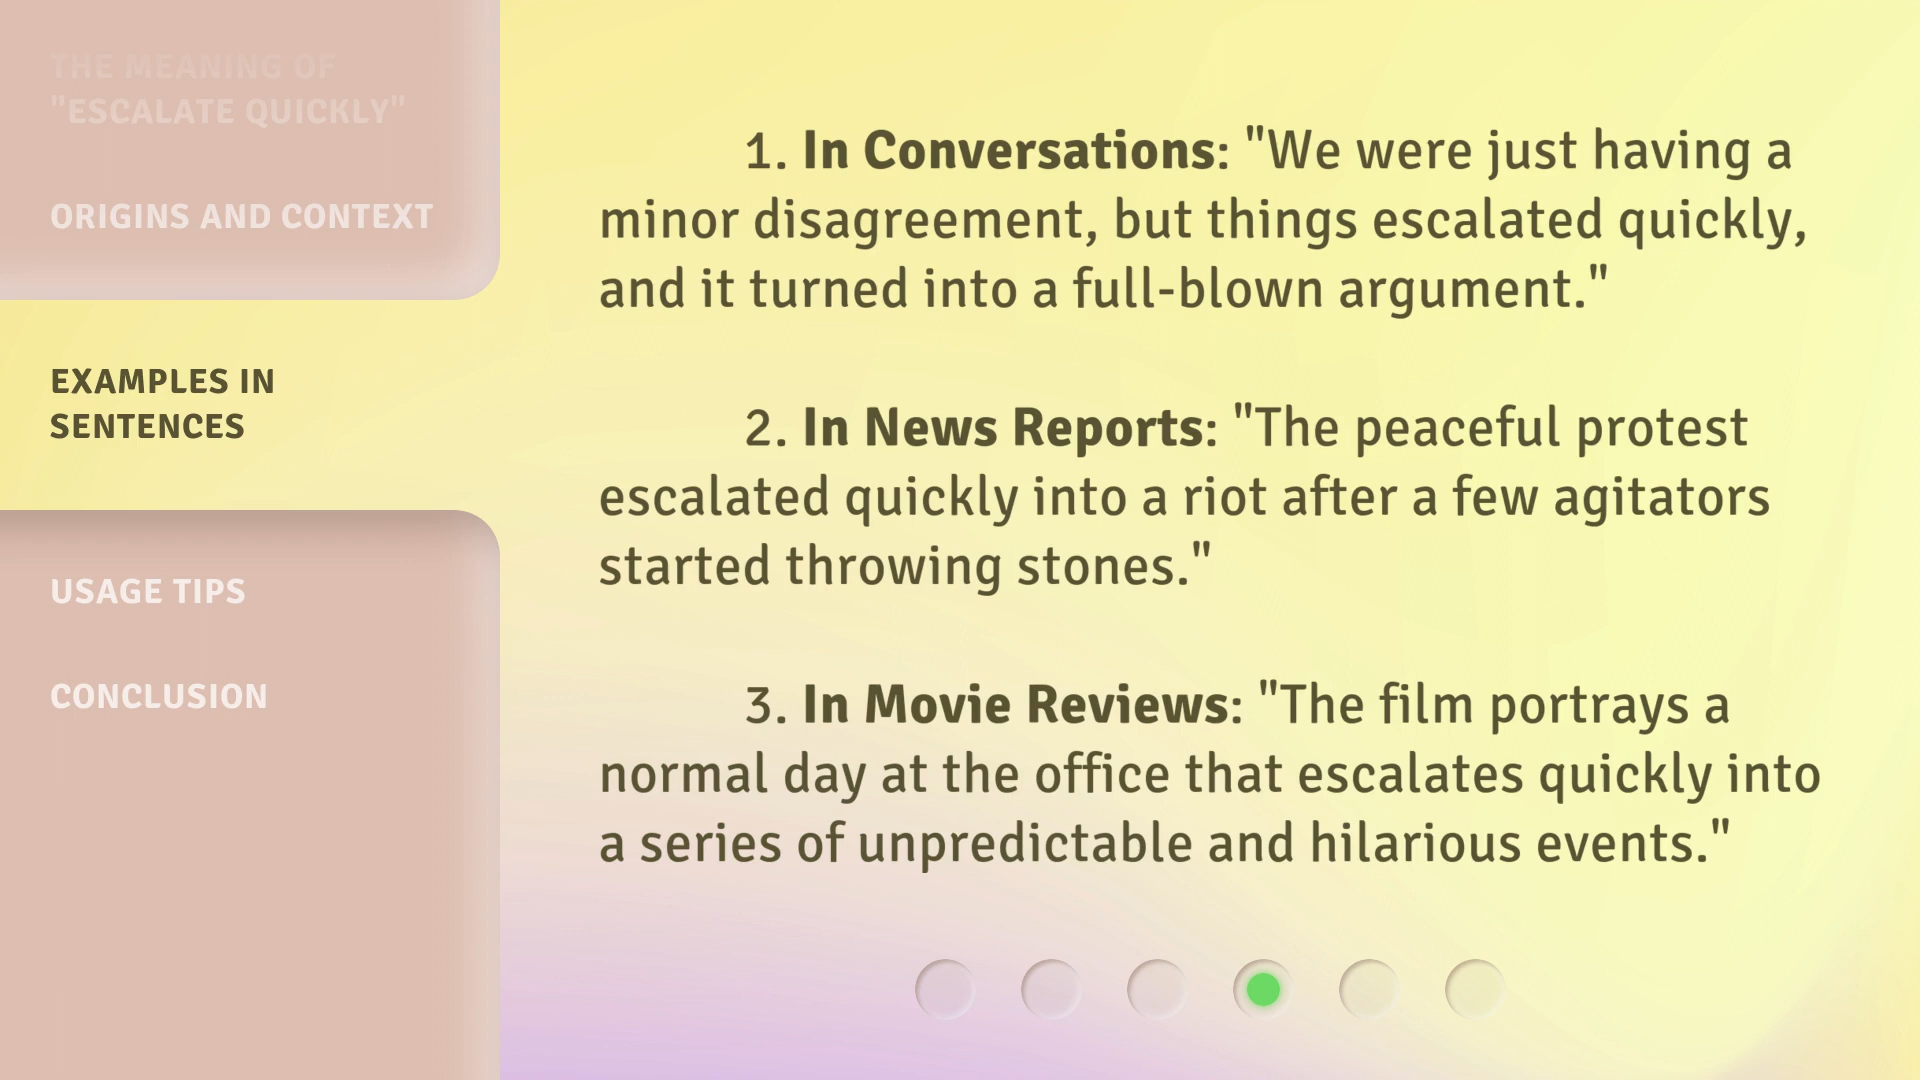 THE MEANING OF
"ESCALATE QUICKLY"
ORIGINS AND CONTEXT
EXAMPLES IN
SENTENCES
USAGE TIPS
CONCLUSION
1. In Conversations: "We were just having a
minor disagreement, but things escalated quickly,
and it turned into a full-blown argument."
2. In News Reports: "The peaceful protest
escalated quickly into a riot after a few agitators
started throwing stones."
3. In Movie Reviews: "The film portrays a
normal day at the office that escalates quickly into
a series of unpredictable and hilarious events."